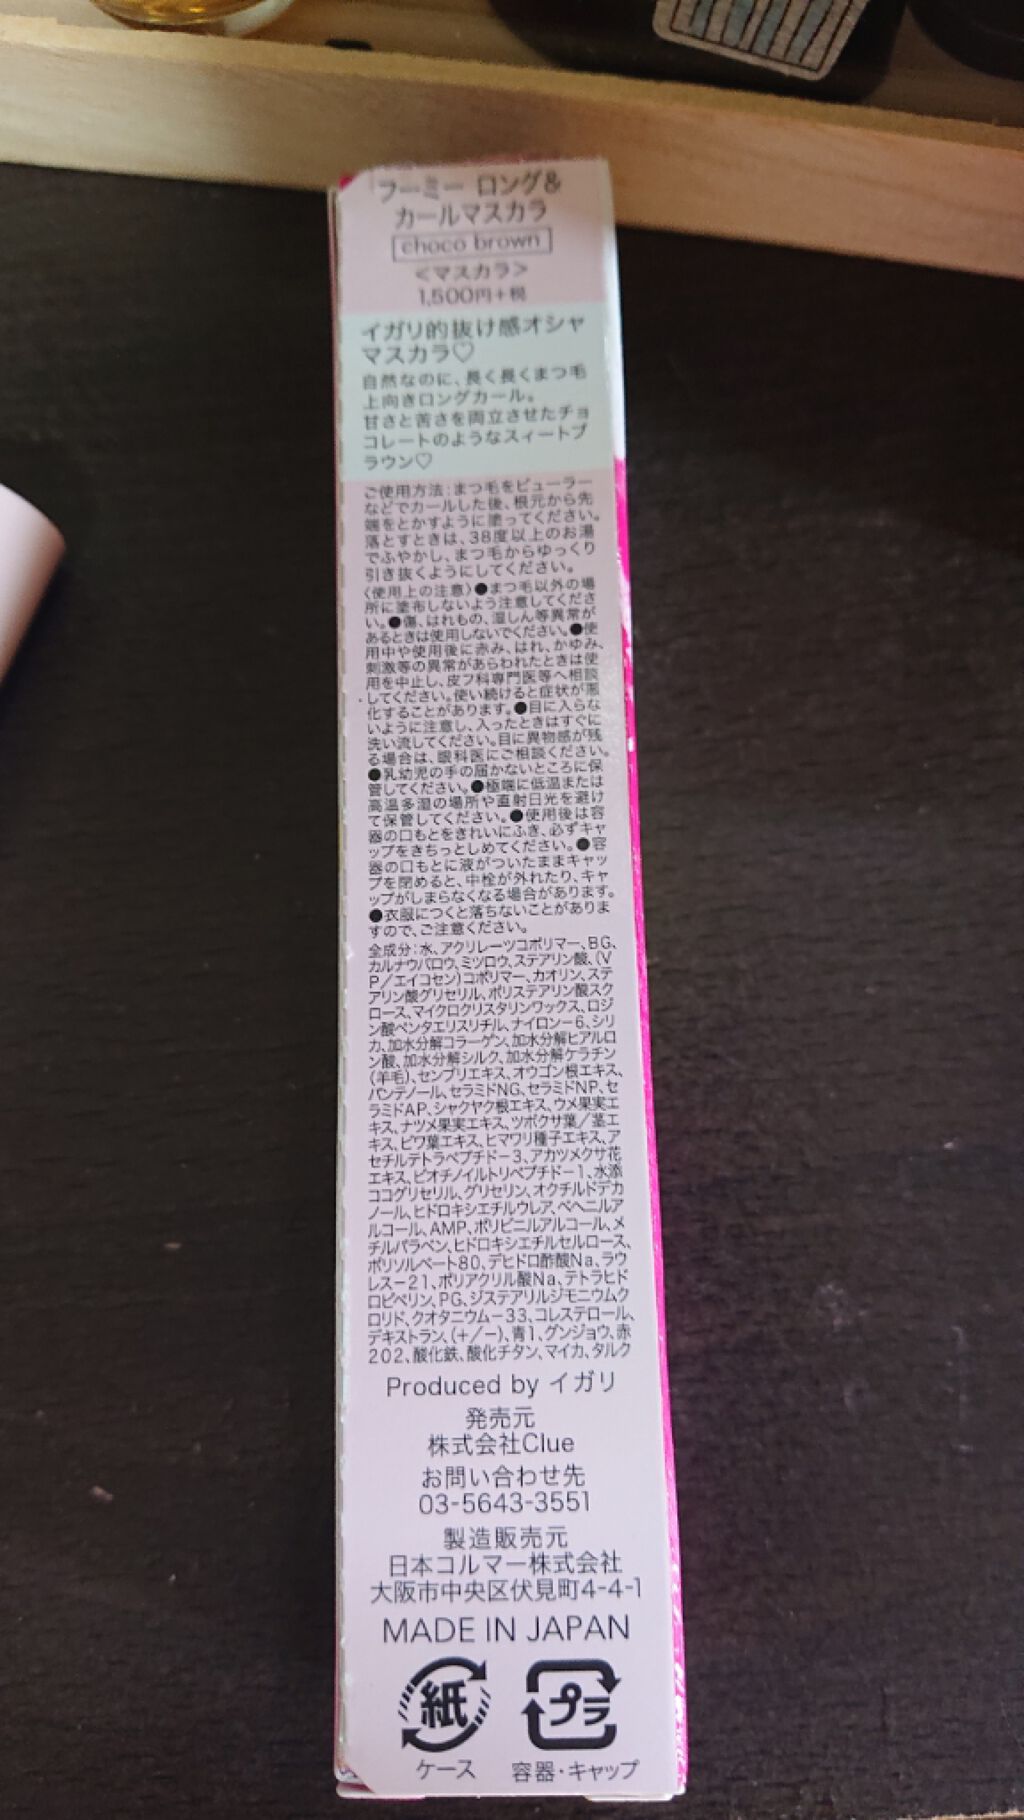 フーミー ロング&
カールマスカラ
choco brown
<マスカラ>
1,500円+税
イガリ的抜け感オシャ
マスカラ♡
自然なのに、長く長くまつ毛
上向きロングカール。
甘さと苦さを両立させたチョ
コレートのようなスィートブ
ラウン♡
ご使用方法:まつ毛をビューラー
などでカールした後、根元から先
端をとかすように塗ってください。
落とすときは、38度以上のお湯
でふやかし、まつ毛からゆっくり
引き抜くようにしてください。
〈使用上の注意〉●まつ毛以外の場
所に塗布しないよう注意してくださ
い。●傷、はれもの、湿しん等異常が
あるときは使用しないでください。●使
用中や使用後に赤み、はれ、かゆみ、
刺激等の異常があらわれたときは使
用を中止し、皮フ科専門医等へ相談
してください。使い続けると症状が悪
化することがあります。●目に入らな
いように注意し、入ったときはすぐに
洗い流してください。目に異物感が残
る場合は、眼科医にご相談ください。
●乳幼児の手の届かないところに保
管してください。●極端に低温または
高温多湿の場所や直射日光を避け
て保管してください。●使用後は容
器の口もとをきれいにふき、必ずキャ
ップをきちっとしめてください。●容
器の口もとに液がついたままキャッ
プを閉めると、中栓が外れたり、キャ
ップがしまらなくなる場合があります。
●衣服につくと落ちないことがありま
すので、ご注意ください。
全成分:水、アクリレーツコポリマー、BG、
カルナウバロウ、ミツロウ、ステアリン酸、(V
P/エイコセン)コポリマー、カオリン、ステ
アリン酸グリセリル、ポリステアリン酸スク
ロース、マイクロクリスタリンワックス、ロジ
ン酸ペンタエリスリチル、ナイロン-6、シリ
カ、加水分解コラーゲン、加水分解ヒアルロ
ン酸、加水分解シルク、加水分解ケラチン
(羊毛)、センブリエキス、オウゴン根エキス、
パンテノール、セラミドNG、セラミドNP、セ
ラミドAP、シャクヤク根エキス、ウメ果実エ
キス、ナツメ果実エキス、ツボクサ葉/茎エ
キス、ビワ葉エキス、ヒマワリ種子エキス、ア
セチルテトラペプチド-3、アカツメクサ花
エキス、ビオチノイルトリペプチド-1、水添
ココグリセリル、グリセリン、オクチルドデカ
ノール、ヒドロキシエチルウレア、ベヘニルア
ルコール、AMP、ポリビニルアルコール、メ
チルパラベン、ヒドロキシエチルセルロース、
ポリソルベート80、デヒドロ酢酸Na、ラウ
レス-21、ポリアクリル酸Na、テトラヒド
ロピペリン、PG、ジステアリルジモニウムク
ロリド、クオタニウム-33、コレステロール、
デキストラン、(+/-)、青1、グンジョウ、赤
202、酸化鉄、酸化チタン、マイカ、タルク
Produced by イガリ
発売元
株式会社Clue
お問い合わせ先
03-5643-3551
製造販売元
日本コルマー株式会社
大阪市中央区伏見町4-4-1
MADE IN JAPAN
紙 プラ
ケース 容器・キャップ